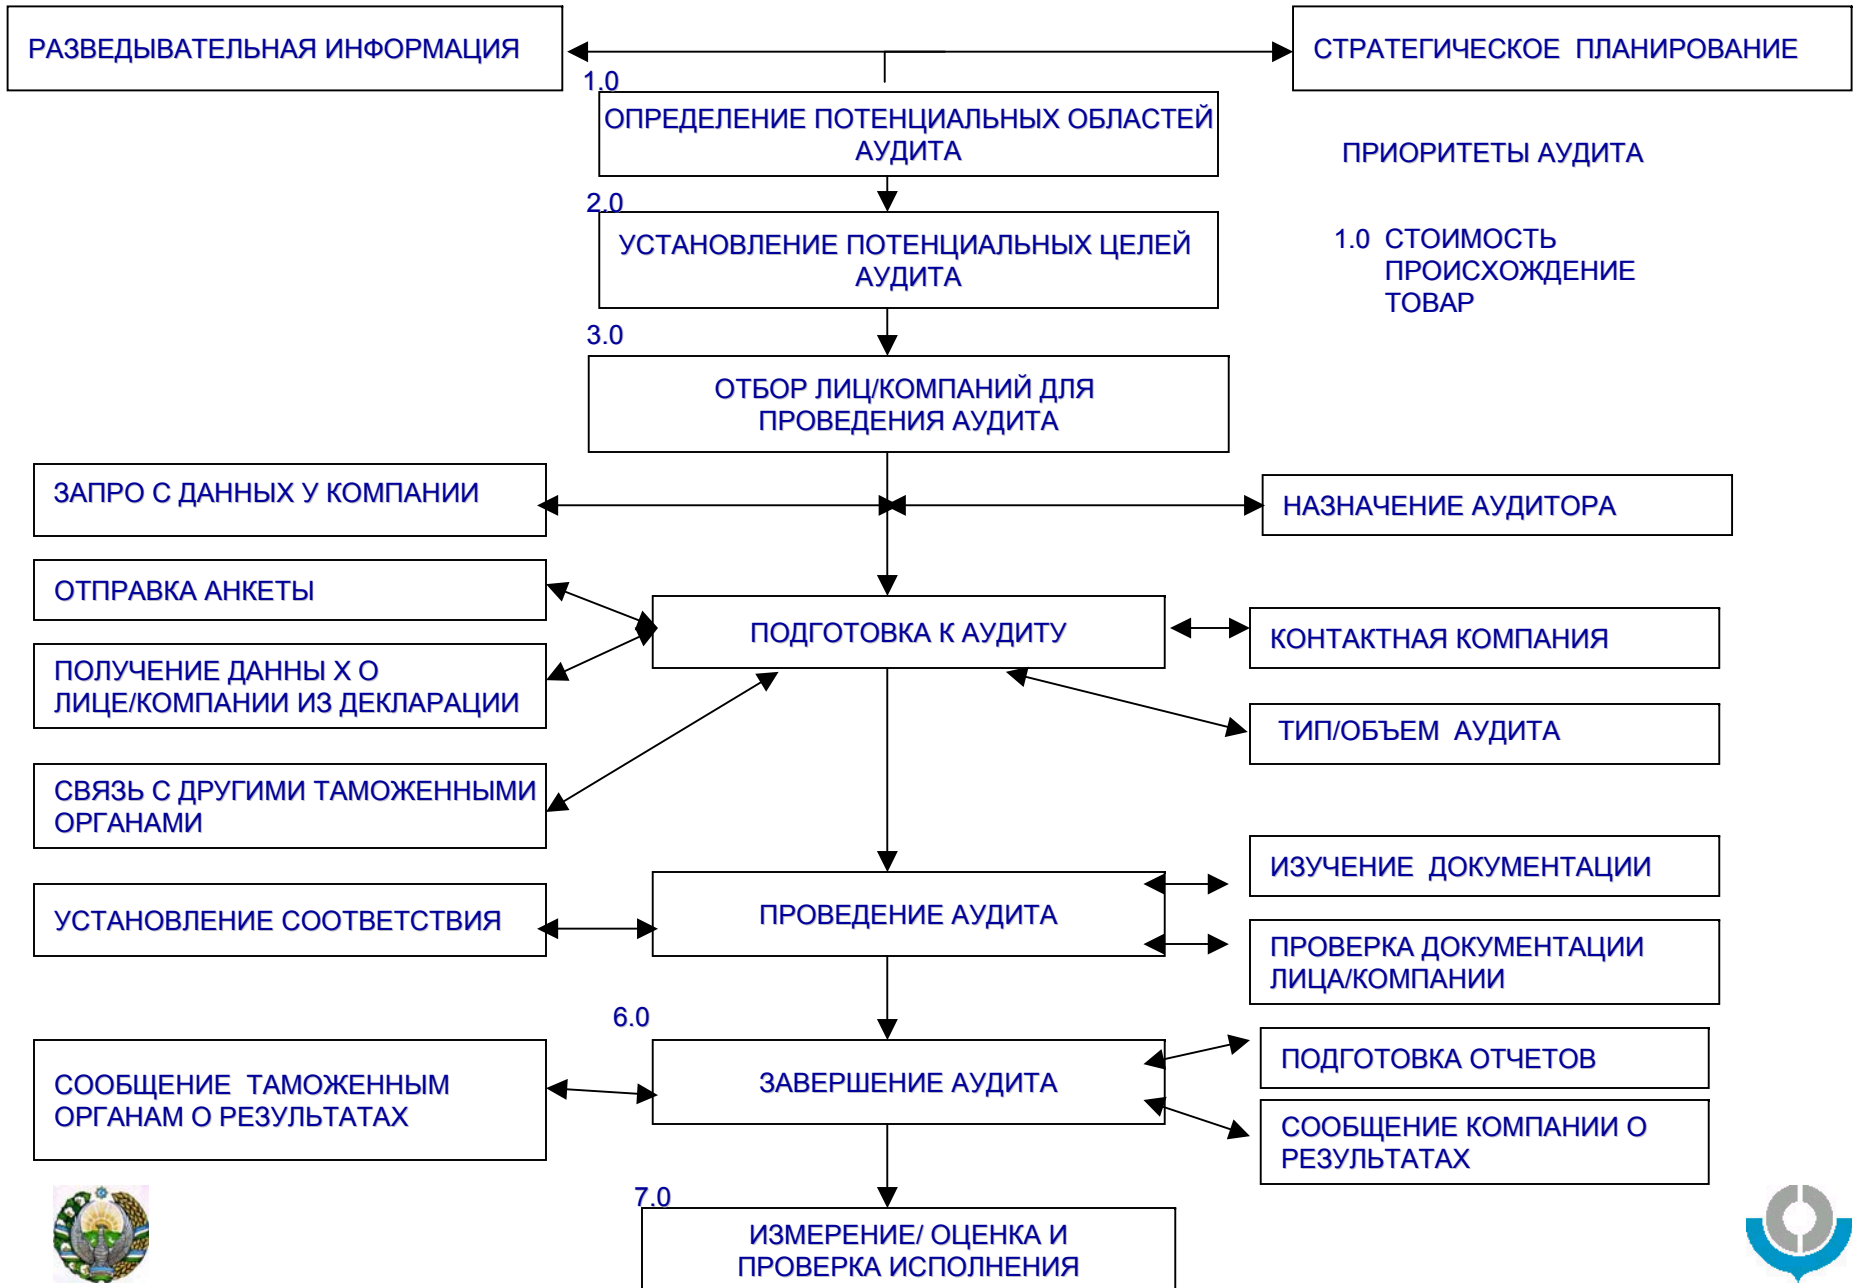 РАЗВЕДЫВАТЕЛЬНАЯ ИНФОРМАЦИЯ
СТРАТЕГИЧЕСКОЕ ПЛАНИРОВАНИЕ
1.0
ОПРЕДЕЛЕНИЕ ПОТЕНЦИАЛЬНЫХ ОБЛАСТЕЙ
АУДИТА
ПРИОРИТЕТЫ АУДИТА
2.0
УСТАНОВЛЕНИЕ ПОТЕНЦИАЛЬНЫХ ЦЕЛЕЙ
АУДИТА
1.0 СТОИМОСТЬ
ПРОИСХОЖДЕНИЕ
ТОВАР
3.0
ОТБОР ЛИЦ/КОМПАНИЙ ДЛЯ
ПРОВЕДЕНИЯ АУДИТА
ЗАПРО С ДАННЫХ У КОМПАНИИ
НАЗНАЧЕНИЕ АУДИТОРА
ОТПРАВКА АНКЕТЫ
ПОДГОТОВКА К АУДИТУ
КОНТАКТНАЯ КОМПАНИЯ
ПОЛУЧЕНИЕ ДАННЫ Х О
ЛИЦЕ/КОМПАНИИ ИЗ ДЕКЛАРАЦИИ
ТИП/ОБЪЕМ АУДИТА
СВЯЗЬ С ДРУГИМИ ТАМОЖЕННЫМИ
ОРГАНАМИ
ИЗУЧЕНИЕ ДОКУМЕНТАЦИИ
УСТАНОВЛЕНИЕ СООТВЕТСТВИЯ
ПРОВЕДЕНИЕ АУДИТА
ПРОВЕРКА ДОКУМЕНТАЦИИ
ЛИЦА/КОМПАНИИ
6.0
СООБЩЕНИЕ ТАМОЖЕННЫМ
ОРГАНАМ О РЕЗУЛЬТАТАХ
ЗАВЕРШЕНИЕ АУДИТА
ПОДГОТОВКА ОТЧЕТОВ
СООБЩЕНИЕ КОМПАНИИ О
РЕЗУЛЬТАТАХ
7.0
ИЗМЕРЕНИЕ/ ОЦЕНКА И
ПРОВЕРКА ИСПОЛНЕНИЯ